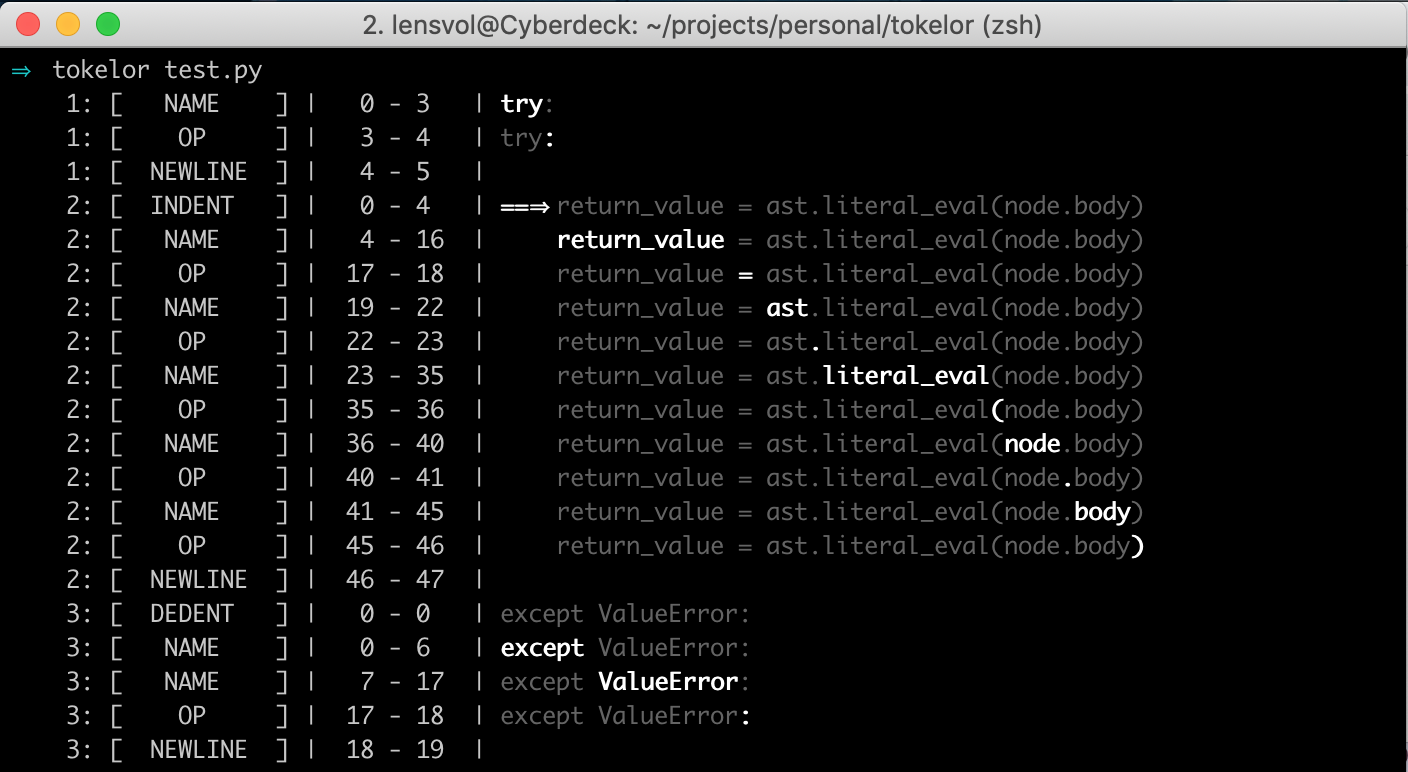 2. lensvol@Cyberdeck: ~/projects/personal/tokelor (zsh)
⇒ tokelor test.py
1: [ NAME ] | 0 - 3 | try:
1: [ OP ] | 3 - 4 | try:
1: [ NEWLINE ] | 4 - 5 |
2: [ INDENT ] | 0 - 4 | ===⇒return_value = ast.literal_eval(node.body)
2: [ NAME ] | 4 - 16 | return_value = ast.literal_eval(node.body)
2: [ OP ] | 17 - 18 | return_value = ast.literal_eval(node.body)
2: [ NAME ] | 19 - 22 | return_value = ast.literal_eval(node.body)
2: [ OP ] | 22 - 23 | return_value = ast.literal_eval(node.body)
2: [ NAME ] | 23 - 35 | return_value = ast.literal_eval(node.body)
2: [ OP ] | 35 - 36 | return_value = ast.literal_eval(node.body)
2: [ NAME ] | 36 - 40 | return_value = ast.literal_eval(node.body)
2: [ OP ] | 40 - 41 | return_value = ast.literal_eval(node.body)
2: [ NAME ] | 41 - 45 | return_value = ast.literal_eval(node.body)
2: [ OP ] | 45 - 46 | return_value = ast.literal_eval(node.body)
2: [ NEWLINE ] | 46 - 47 |
3: [ DEDENT ] | 0 - 0 | except ValueError:
3: [ NAME ] | 0 - 6 | except ValueError:
3: [ NAME ] | 7 - 17 | except ValueError:
3: [ OP ] | 17 - 18 | except ValueError:
3: [ NEWLINE ] | 18 - 19 |